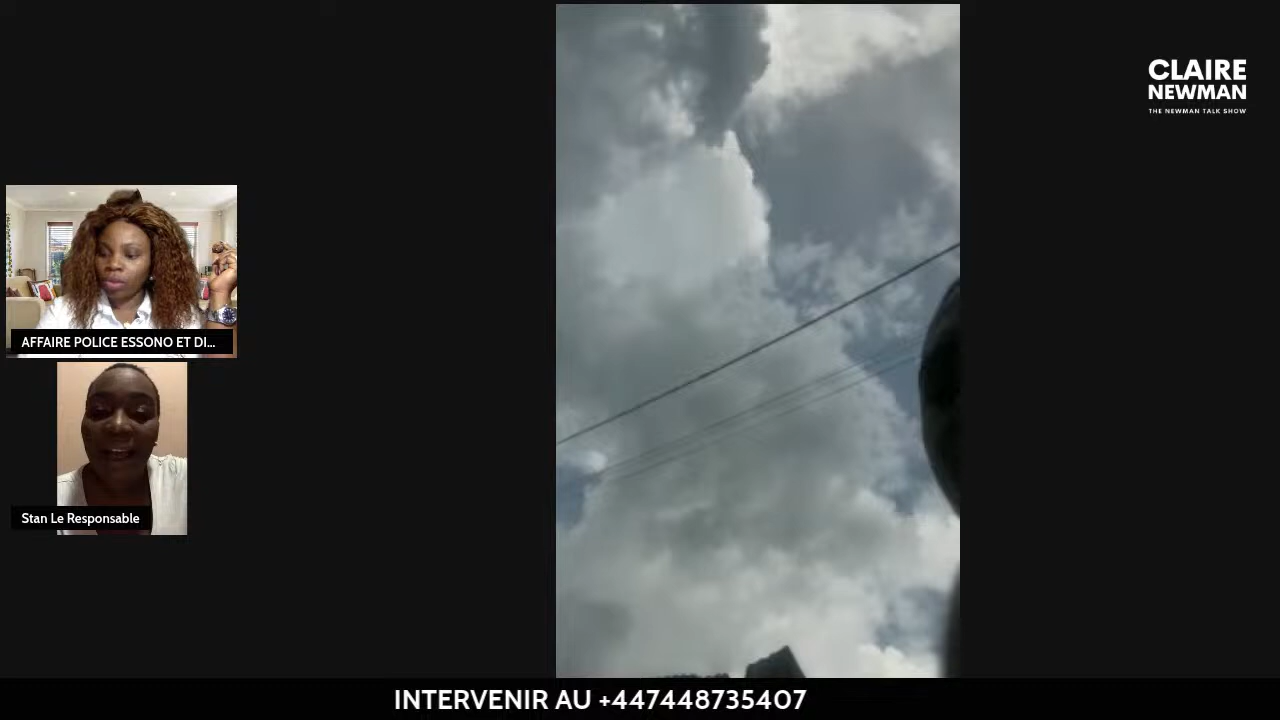 CLAIRE
NEWMAN
THE NEWMAN TALK SHOW
AFFAIRE POLICE ESSONO ET DI...
Stan Le Responsable
INTERVENIR AU +447448735407